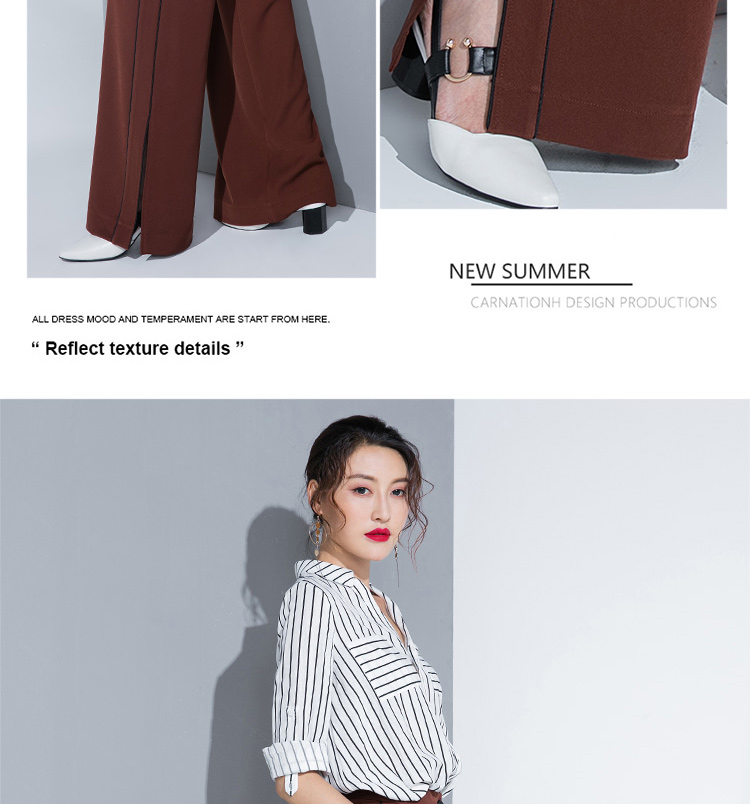 NEW SUMMER
CARNATIONH DESIGN PRODUCTIONS
ALL DRESS MOOD AND TEMPERAMENT ARE START FROM HERE.
“ Reflect texture details ”